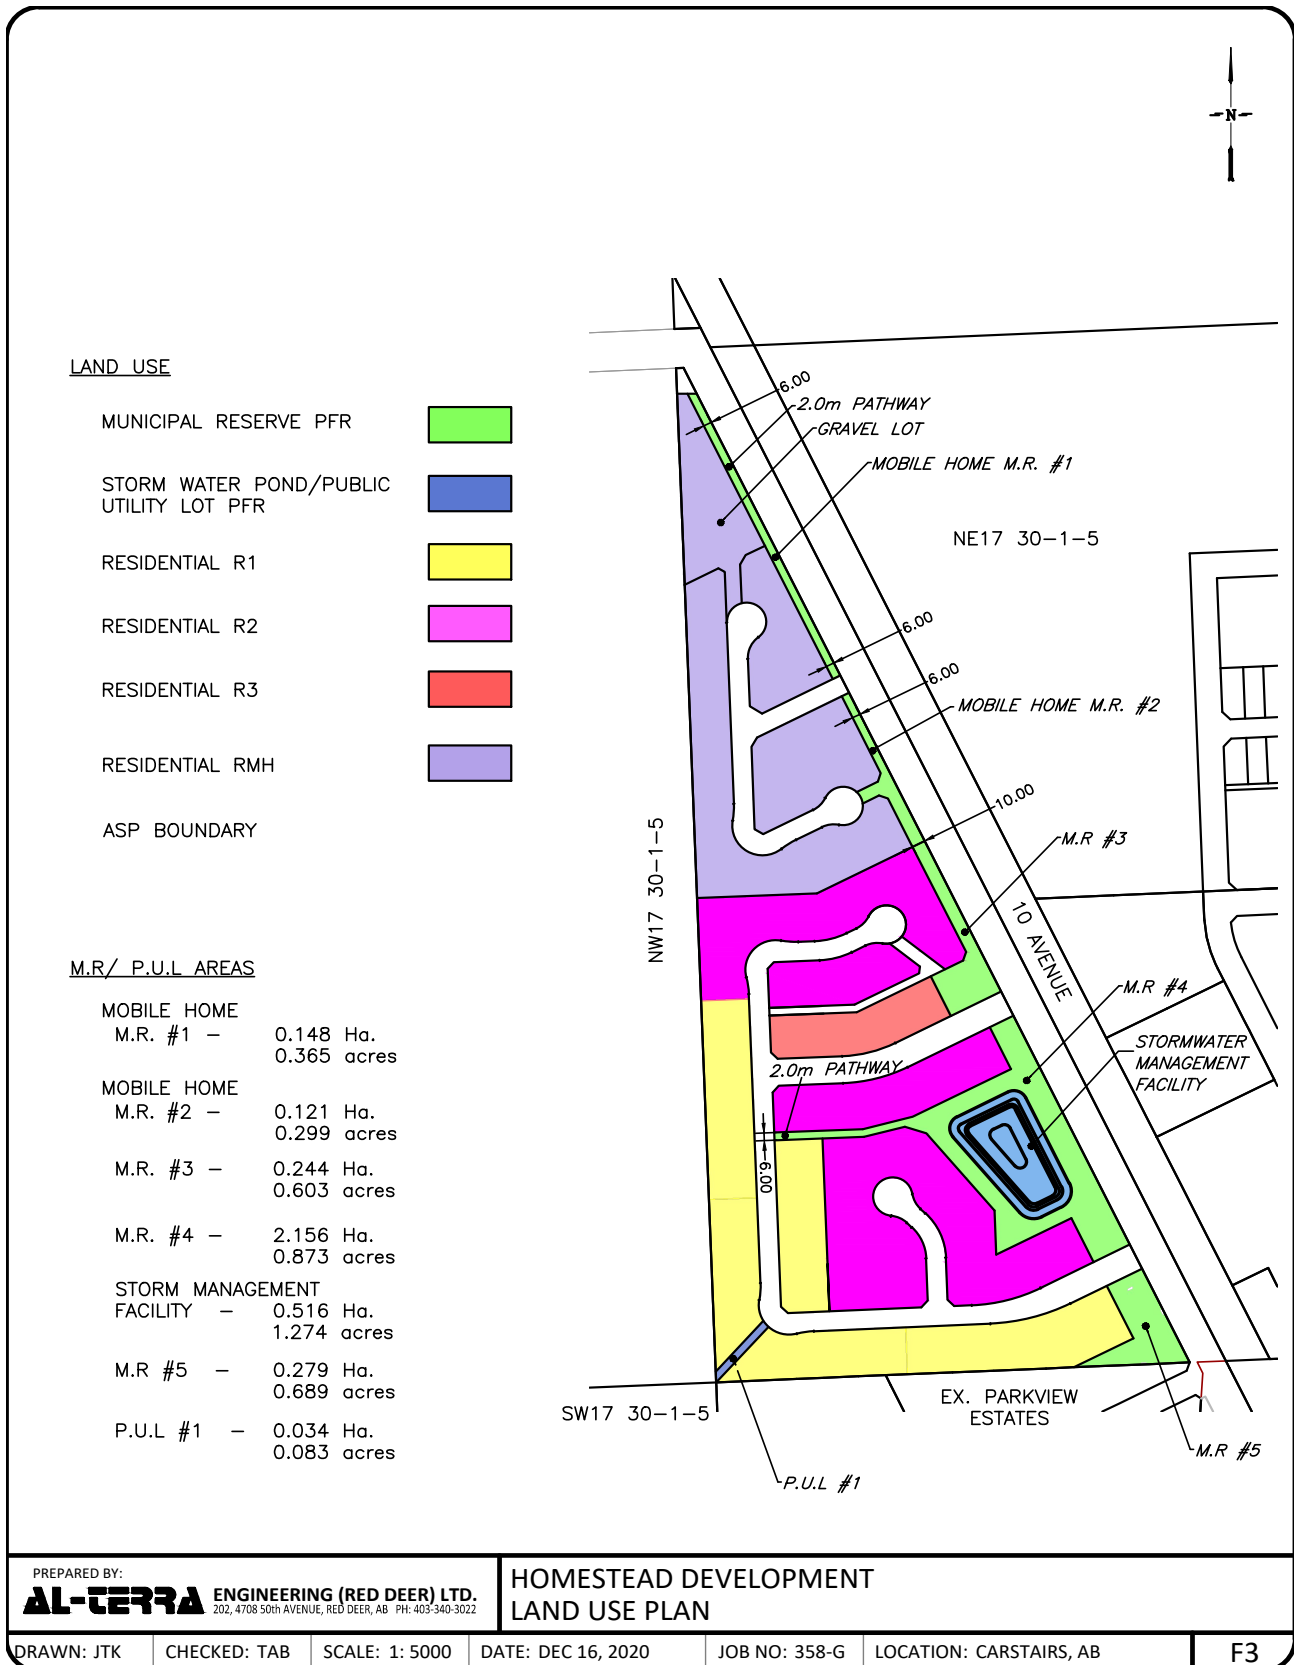 N
LAND USE
MUNICIPAL RESERVE PFR
STORM WATER POND/PUBLIC
UTILITY LOT PFR
RESIDENTIAL R1
RESIDENTIAL R2
RESIDENTIAL R3
RESIDENTIAL RMH
ASP BOUNDARY
M.R/ P.U.L AREAS
MOBILE HOME
M.R. #1 – 0.148 Ha.
0.365 acres
MOBILE HOME
M.R. #2 – 0.121 Ha.
0.299 acres
M.R. #3 – 0.244 Ha.
0.603 acres
M.R. #4 – 2.156 Ha.
0.873 acres
STORM MANAGEMENT
FACILITY – 0.516 Ha.
1.274 acres
M.R #5 – 0.279 Ha.
0.689 acres
P.U.L #1 – 0.034 Ha.
0.083 acres
6.00
2.0m PATHWAY
GRAVEL LOT
MOBILE HOME M.R. #1
NE17 30-1-5
6.00
6.00
MOBILE HOME M.R. #2
10.00
M.R #3
NW17 30-1-5
10 AVENUE
M.R #4
STORMWATER
MANAGEMENT
FACILITY
2.0m PATHWAY
6.00
EX. PARKVIEW
ESTATES
SW17 30-1-5
M.R #5
P.U.L #1
PREPARED BY:
AL-TERRA ENGINEERING (RED DEER) LTD.
202, 4708 50th AVENUE, RED DEER, AB PH: 403-340-3022
HOMESTEAD DEVELOPMENT
LAND USE PLAN
DRAWN: JTK CHECKED: TAB SCALE: 1: 5000 DATE: DEC 16, 2020 JOB NO: 358-G LOCATION: CARSTAIRS, AB F3